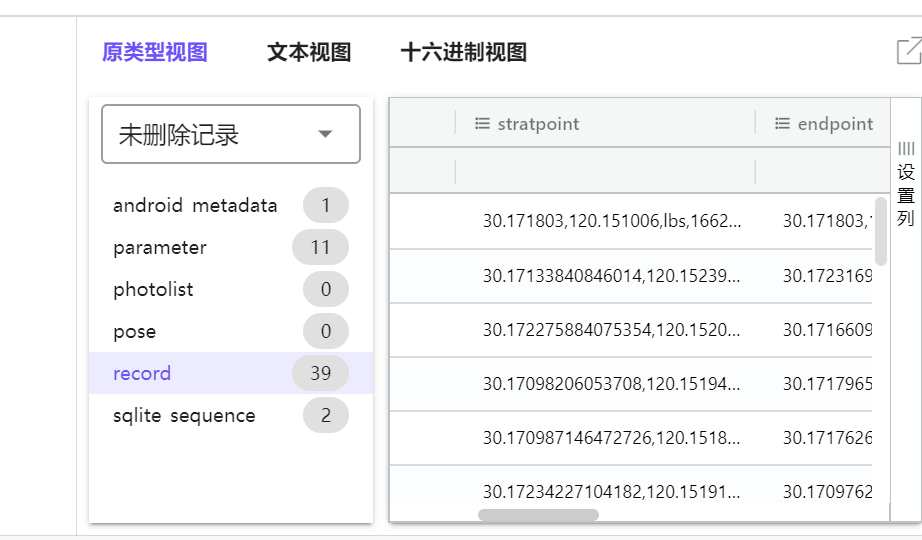 原类型视图 文本视图 十六进制视图
未删除记录
android metadata 1
parameter 11
photolist 0
pose 0
record 39
sqlite sequence 2
stratpoint endpoint
30.171803,120.151006,lbs,1662... 30.171803,
30.17133840846014,120.15239... 30.1723169
30.172275884075354,120.1520... 30.1716609
30.17098206053708,120.15194... 30.1717965
30.170987146472726,120.1518... 30.1717626
30.17234227104182,120.15191... 30.1709762
设置列